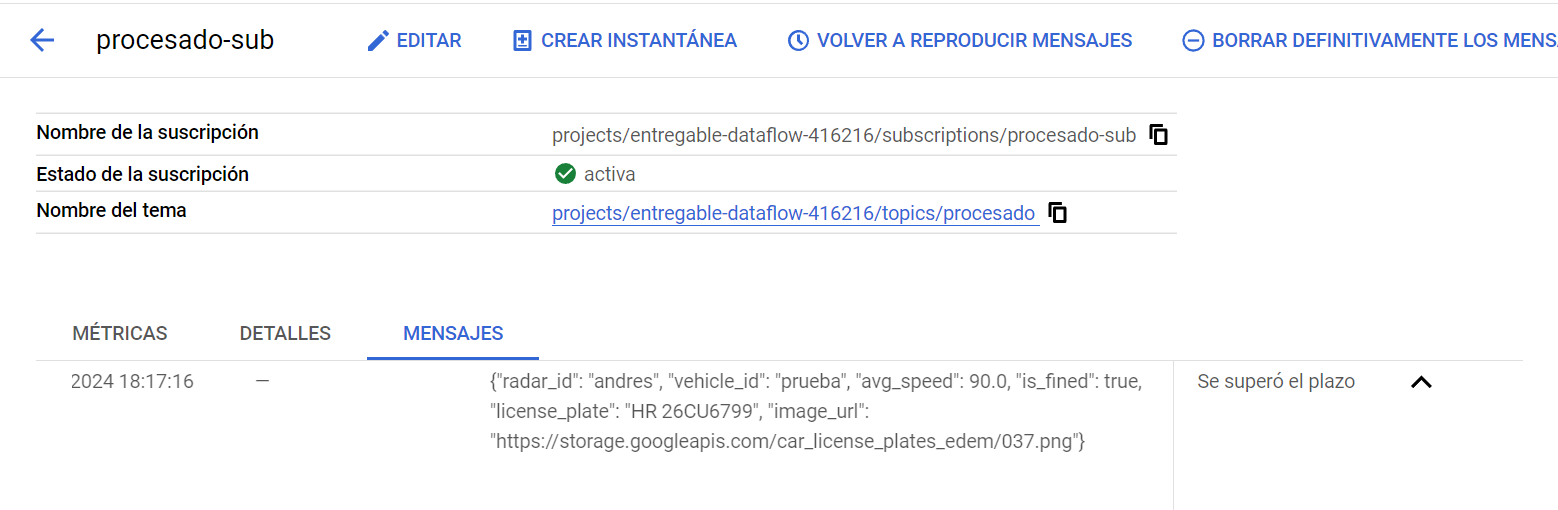 procesado-sub EDITAR CREAR INSTANTÁNEA VOLVER A REPRODUCIR MENSAJES BORRAR DEFINITIVAMENTE LOS MENSA
Nombre de la suscripción projects/entregable-dataflow-416216/subscriptions/procesado-sub
Estado de la suscripción activa
Nombre del tema projects/entregable-dataflow-416216/topics/procesado
MÉTRICAS DETALLES MENSAJES
2024 18:17:16 — {"radar_id": "andres", "vehicle_id": "prueba", "avg_speed": 90.0, "is_fined": true, Se superó el plazo
"license_plate": "HR 26CU6799", "image_url":
"https://storage.googleapis.com/car_license_plates_edem/037.png"}